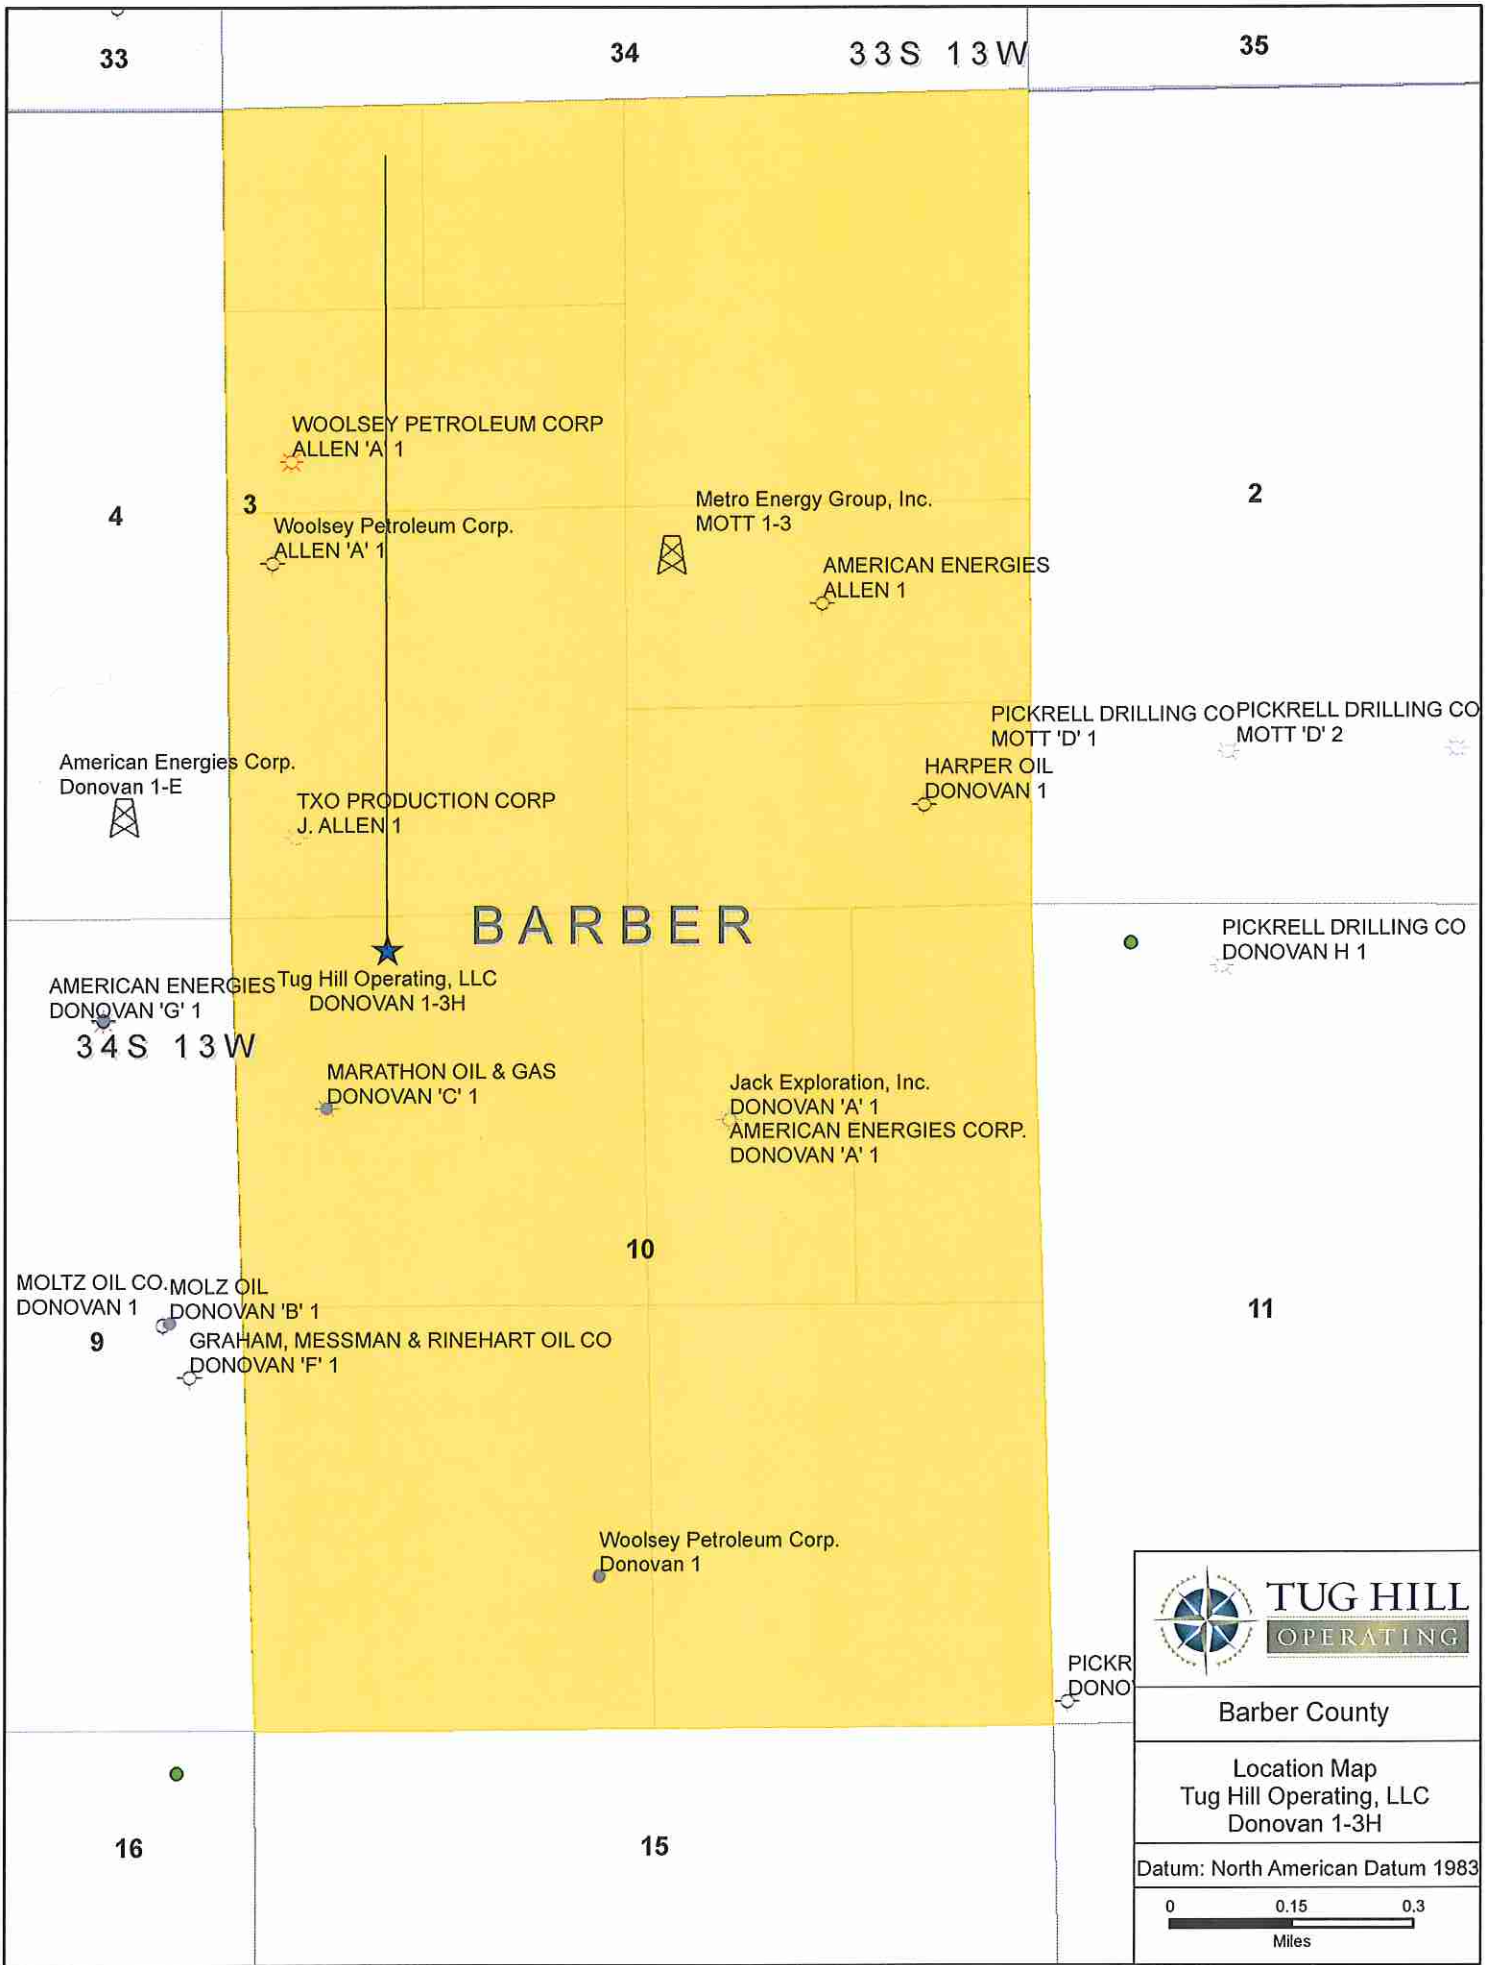 33
34
33S 13W
35
WOOLSEY PETROLEUM CORP
ALLEN 'A' 1
4
3
Woolsey Petroleum Corp.
ALLEN 'A' 1
Metro Energy Group, Inc.
MOTT 1-3
2
AMERICAN ENERGIES
ALLEN 1
PICKRELL DRILLING CO
MOTT 'D' 1
PICKRELL DRILLING CO
MOTT 'D' 2
American Energies Corp.
Donovan 1-E
HARPER OIL
DONOVAN 1
TXO PRODUCTION CORP
J. ALLEN 1
BARBER
PICKRELL DRILLING CO
DONOVAN H 1
AMERICAN ENERGIES
DONOVAN 'G' 1
Tug Hill Operating, LLC
DONOVAN 1-3H
34S 13W
MARATHON OIL & GAS
DONOVAN 'C' 1
Jack Exploration, Inc.
DONOVAN 'A' 1
AMERICAN ENERGIES CORP.
DONOVAN 'A' 1
10
MOLTZ OIL CO.
DONOVAN 1
MOLZ OIL
DONOVAN 'B' 1
9
GRAHAM, MESSMAN & RINEHART OIL CO
DONOVAN 'F' 1
11
Woolsey Petroleum Corp.
Donovan 1
PICKR
DONO
16
15
TUG HILL
OPERATING
Barber County
Location Map
Tug Hill Operating, LLC
Donovan 1-3H
Datum: North American Datum 1983
0 0.15 0.3
Miles